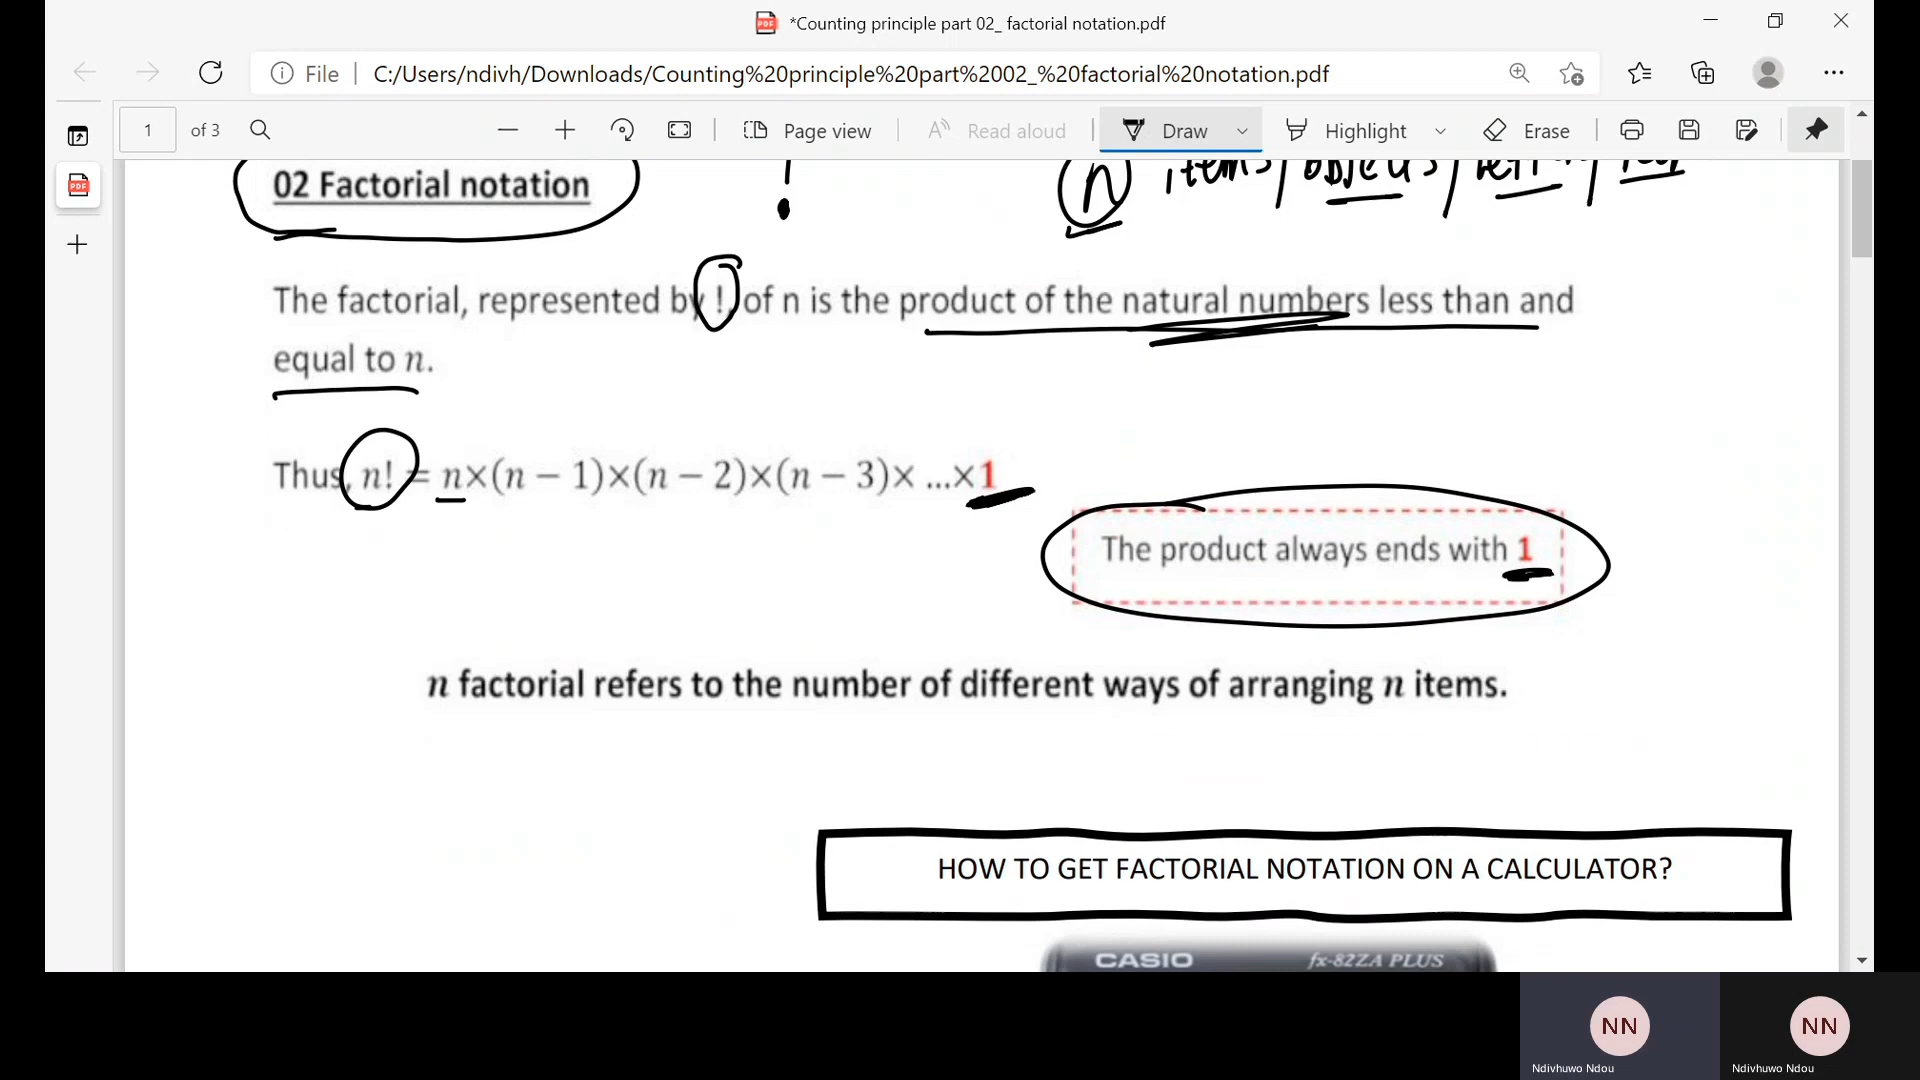 *Counting principle part 02_ factorial notation.pdf
File | C:/Users/ndivh/Downloads/Counting%20principle%20part%2002_%20factorial%20notation.pdf
1 of 3 Page view Read aloud Draw Highlight Erase
02 Factorial notation ! n items/objects/
The factorial, represented by !, of n is the product of the natural numbers less than and
equal to n.
Thus, n! = n×(n − 1)×(n − 2)×(n − 3)× ...×1
The product always ends with 1
n factorial refers to the number of different ways of arranging n items.
HOW TO GET FACTORIAL NOTATION ON A CALCULATOR?
CASIO fx-82ZA PLUS
NN NN
Ndivhuwo Ndou Ndivhuwo Ndou